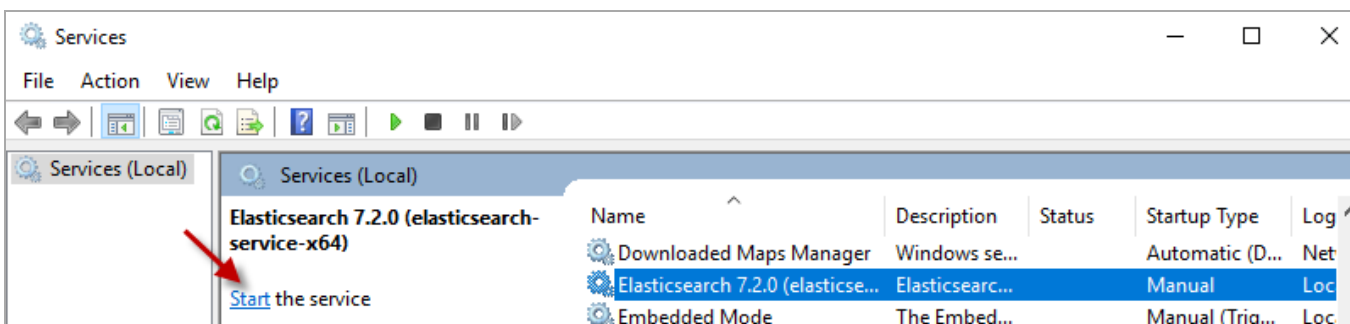 Services
File Action View Help
Services (Local)
Services (Local)
Elasticsearch 7.2.0 (elasticsearch-
service-x64)
Start the service
Name Description Status Startup Type Log
Downloaded Maps Manager Windows se... Automatic (D... Net
Elasticsearch 7.2.0 (elasticse... Elasticsearc... Manual Loc
Embedded Mode The Embed... Manual (Trig... Loc